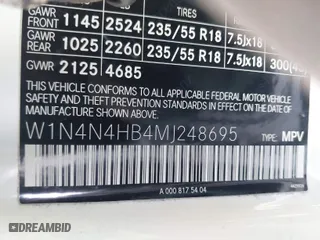 GAWR TIRES
FRONT 1145 2524 235/55 R18 7.5Jx18
GAWR
REAR 1025 2260 235/55 R18 7.5Jx18
GVWR 2125 4685
THIS VEHICLE CONFORMS TO ALL APPLICABLE FEDERAL MOTOR VEHICLE
SAFETY AND THEFT PREVENTION STANDARDS IN EFFECT ON THE DATE
OF MANUFACTURE SHOWN ABOVE.
W1N4N4HB4MJ248695 TYPE: MPV
A 000 817 54 04
DREAMBID